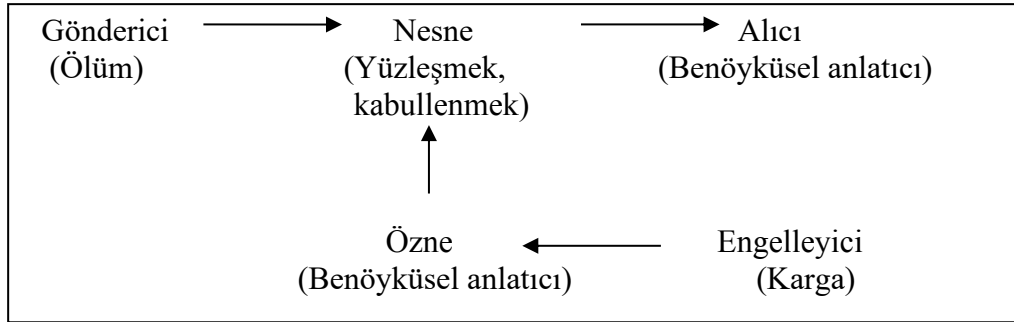 Gönderici Nesne Alıcı
(Ölüm) (Yüzleşmek, (Benöyküsel anlatıcı)
kabullenmek)
Özne Engelleyici
(Benöyküsel anlatıcı) (Karga)